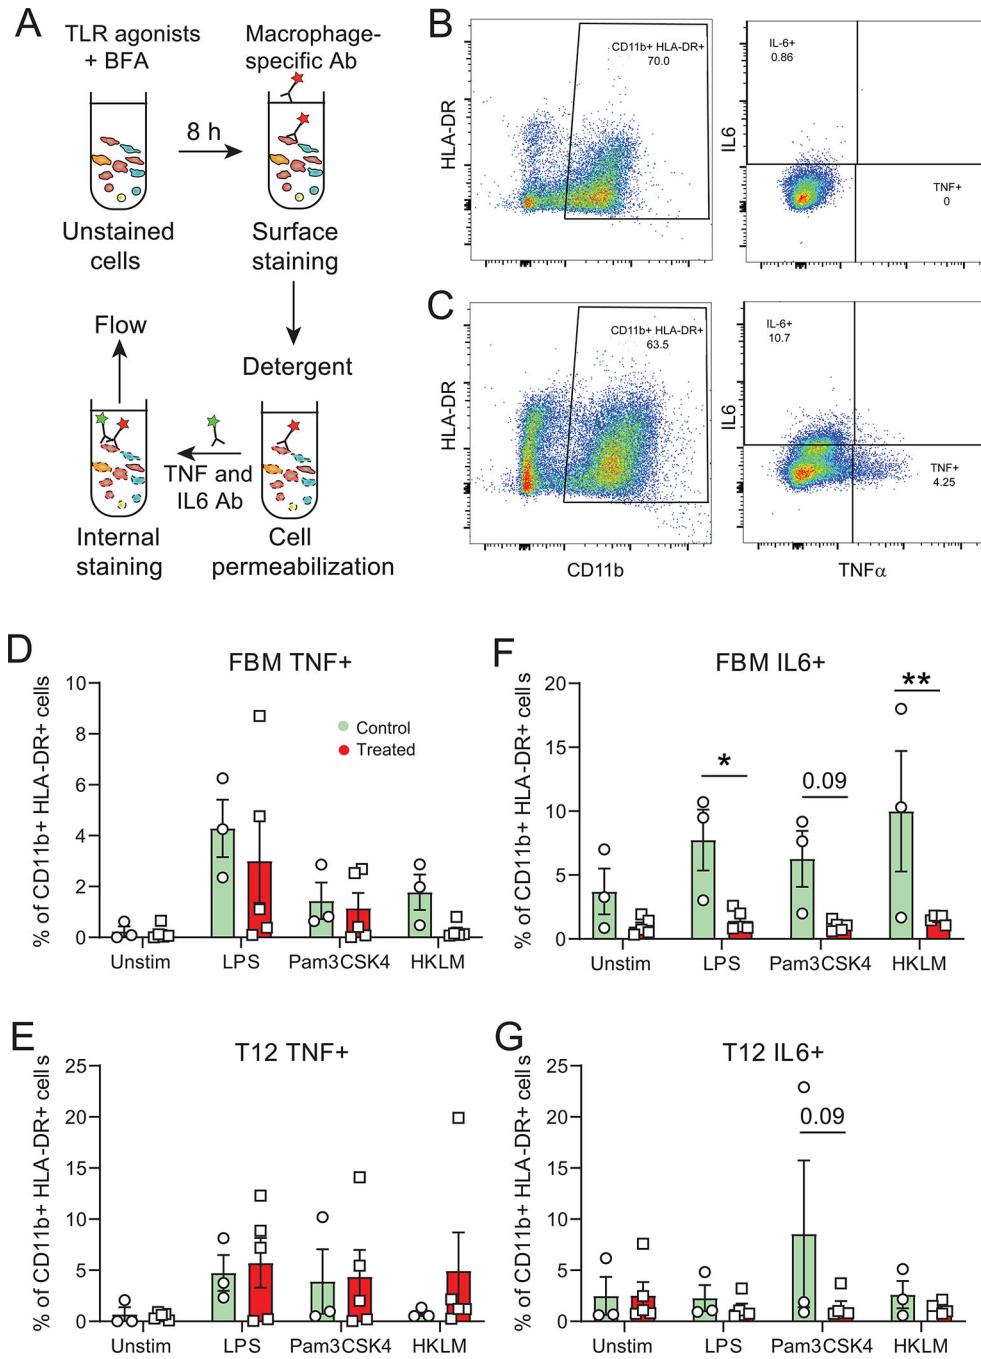 A
TLR agonists
+ BFA
Macrophage-
specific Ab
8 h
Unstained
cells
Surface
staining
Flow
Detergent
TNF and
IL6 Ab
Internal
staining
Cell
permeabilization
B
HLA-DR
CD11b+ HLA-DR+
70.0
IL6
IL-6+
0.86
TNF+
0
C
HLA-DR
CD11b+ HLA-DR+
63.5
CD11b
IL6
IL-6+
10.7
TNF+
4.25
TNFα
D
FBM TNF+
% of CD11b+ HLA-DR+ cells
10
8
6
4
2
0
Control
Treated
Unstim
LPS
Pam3CSK4
HKLM
F
FBM IL6+
% of CD11b+ HLA-DR+ cells
20
15
10
5
0
*
0.09
**
Unstim
LPS
Pam3CSK4
HKLM
E
T12 TNF+
% of CD11b+ HLA-DR+ cells
25
20
15
10
5
0
Unstim
LPS
Pam3CSK4
HKLM
G
T12 IL6+
% of CD11b+ HLA-DR+ cells
25
20
15
10
5
0
0.09
Unstim
LPS
Pam3CSK4
HKLM